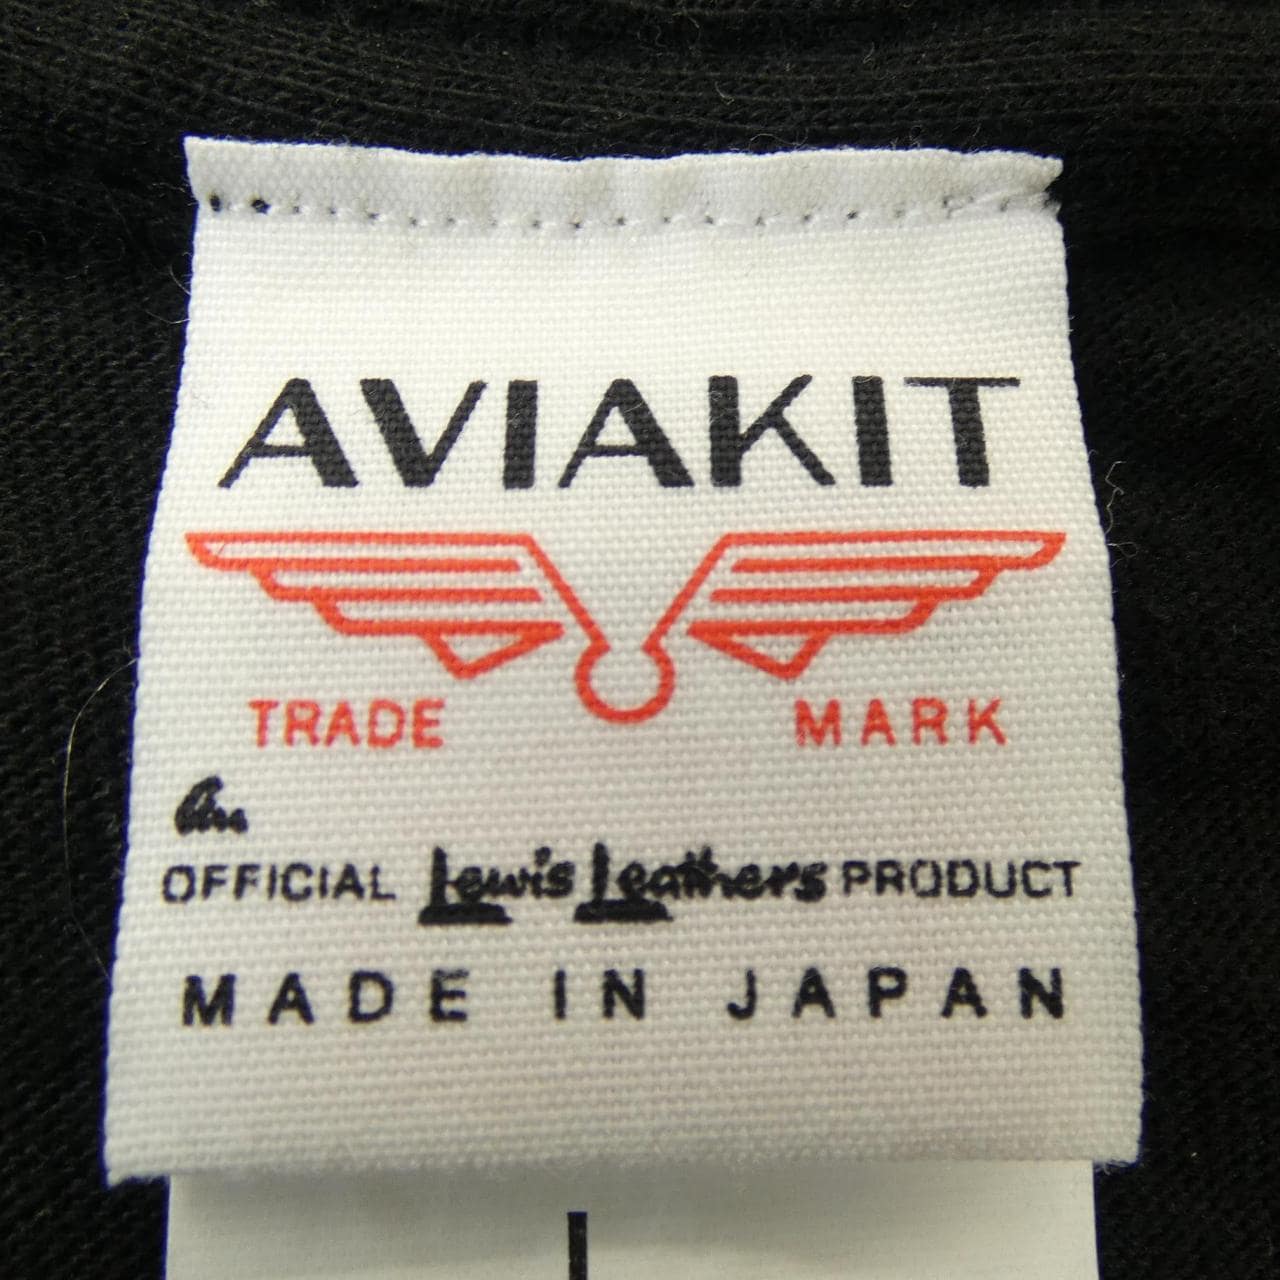 AVIAKIT
TRADE MARK
An
OFFICIAL Lewis Leathers PRODUCT
MADE IN JAPAN